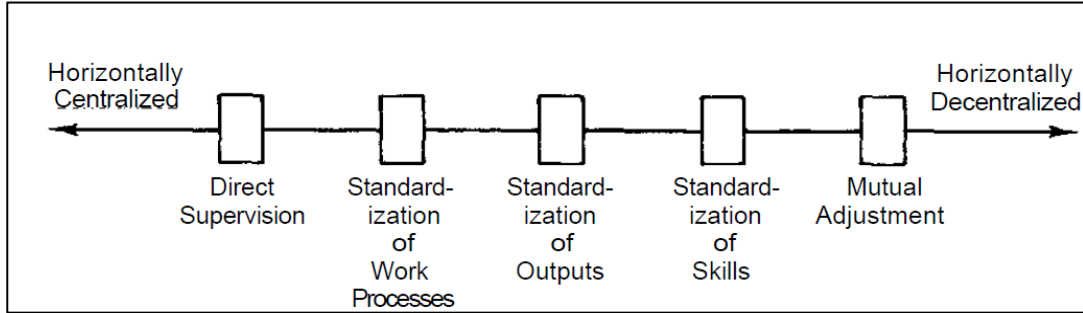 Horizontally
Centralized
Horizontally
Decentralized
Direct
Supervision
Standard-
ization
of
Work
Processes
Standard-
ization
of
Outputs
Standard-
ization
of
Skills
Mutual
Adjustment